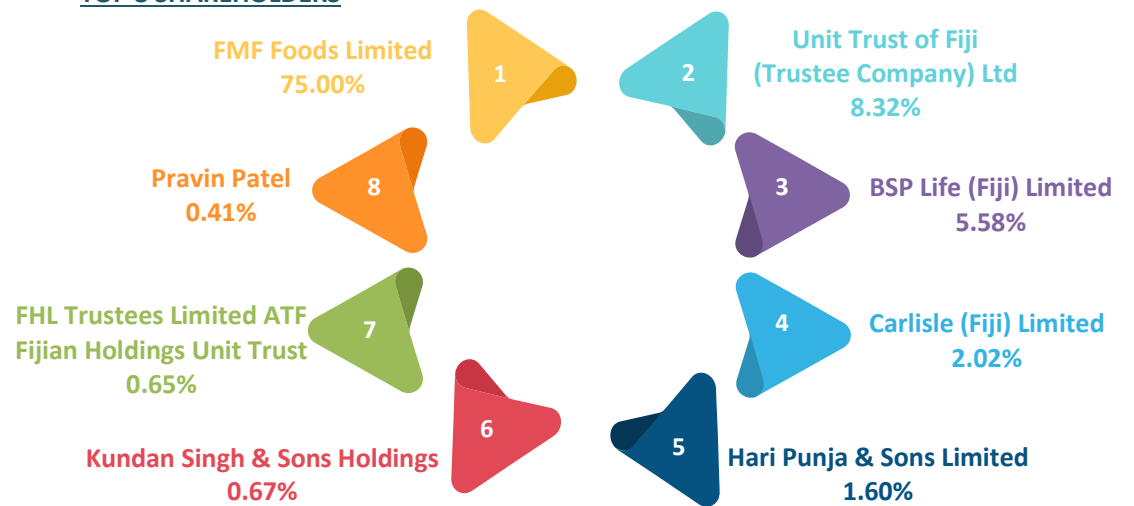 TOP 8 SHAREHOLDERS
1
FMF Foods Limited
75.00%
2
Unit Trust of Fiji
(Trustee Company) Ltd
8.32%
3
BSP Life (Fiji) Limited
5.58%
4
Carlisle (Fiji) Limited
2.02%
5
Hari Punja & Sons Limited
1.60%
6
Kundan Singh & Sons Holdings
0.67%
7
FHL Trustees Limited ATF
Fijian Holdings Unit Trust
0.65%
8
Pravin Patel
0.41%